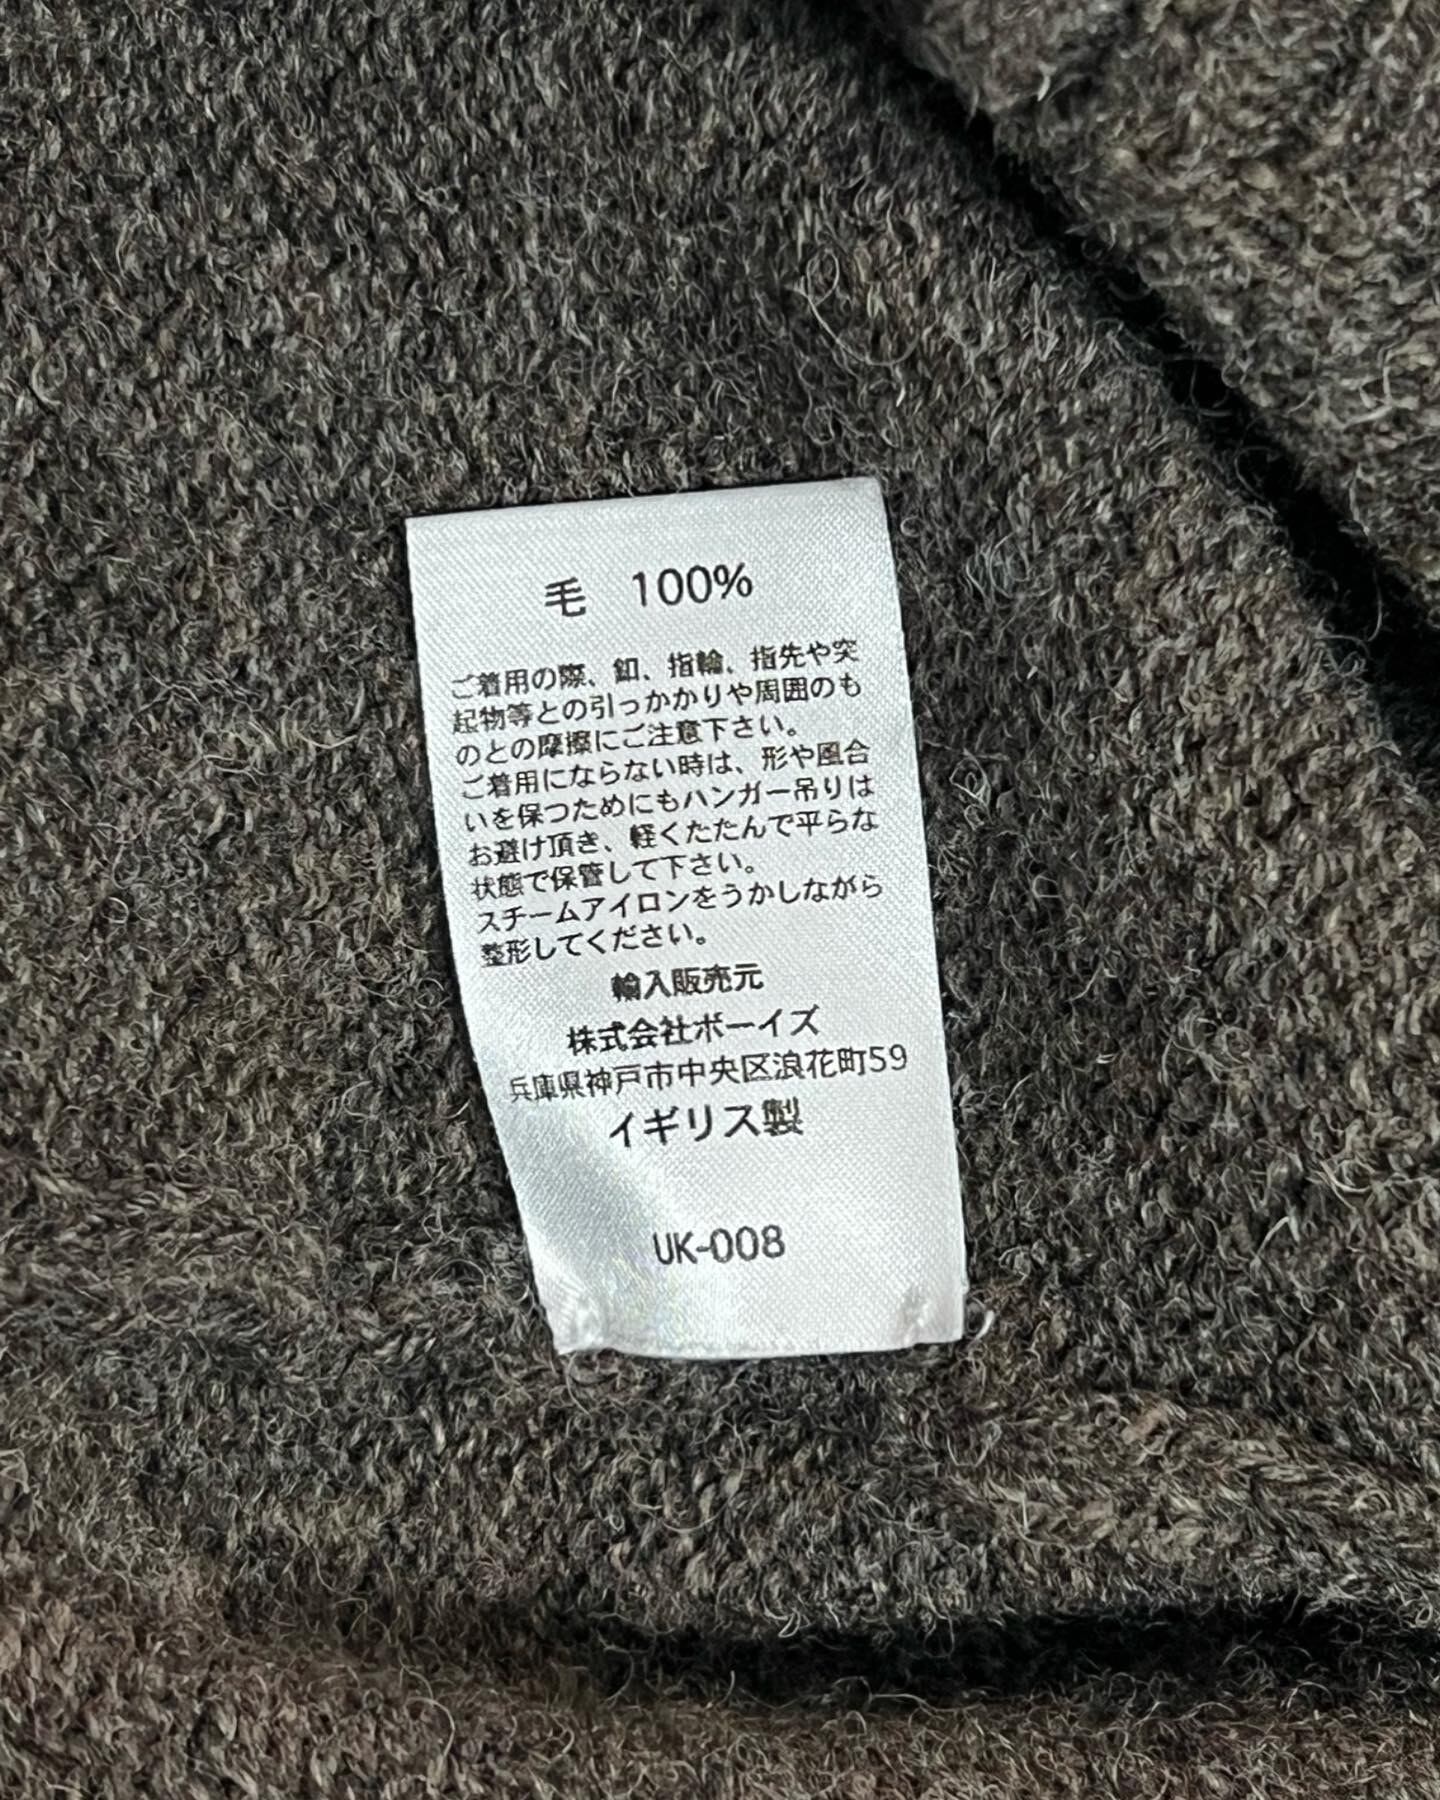 毛 100%
ご着用の際、釦、指輪、指先や突
起物等との引っかかりや周囲のも
のとの摩擦にご注意下さい。
ご着用にならない時は、形や風合
いを保つためにもハンガー吊りは
お避け頂き、軽くたたんで平らな
状態で保管して下さい。
スチームアイロンをうかしながら
整形してください。
輸入販売元
株式会社ボーイズ
兵庫県神戸市中央区浪花町59
イギリス製
UK-008